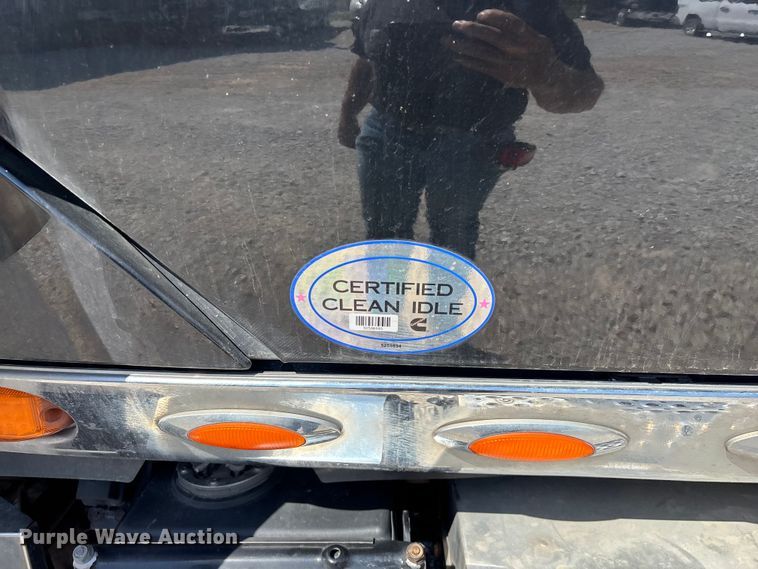 CERTIFIED
CLEAN IDLE
Purple Wave Auction